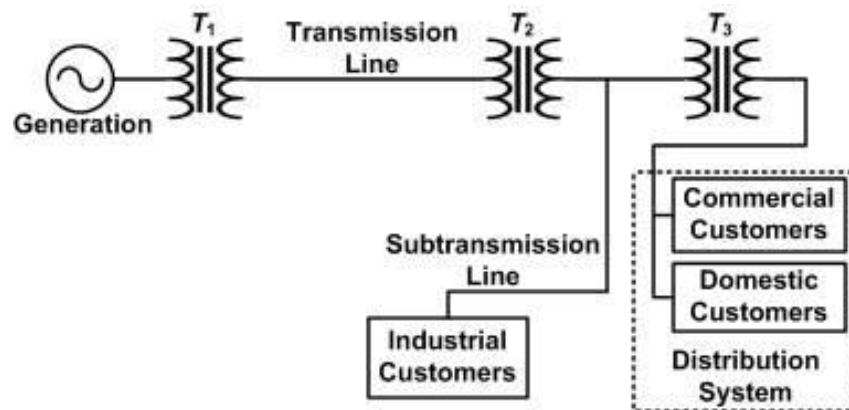 T1
Transmission
Line
T2
T3
Generation
Subtransmission
Line
Industrial
Customers
Commercial
Customers
Domestic
Customers
Distribution
System